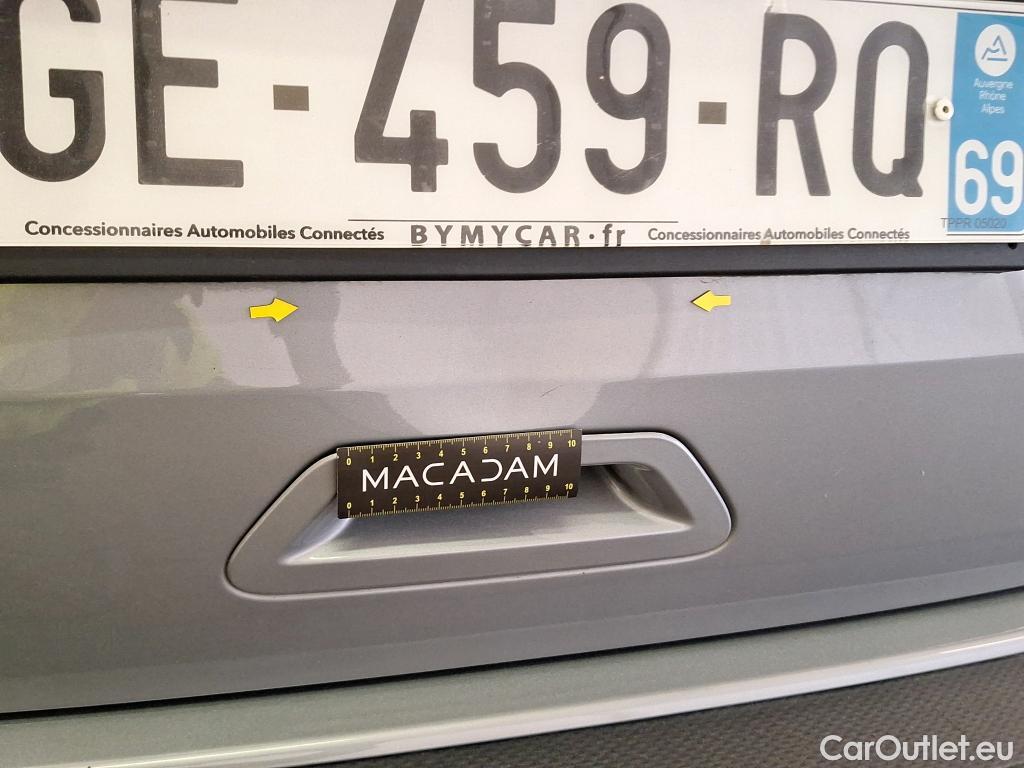 GE-459-RQ
Auvergne
Rhône
Alpes
69
Concessionnaires Automobiles Connectés BYMYCAR.fr Concessionnaires Automobiles Connectés
TPPR 05020
0 1 2 3 4 5 6 7 8 9 10
MACADAM
0 1 2 3 4 5 6 7 8 9 10
CarOutlet.eu